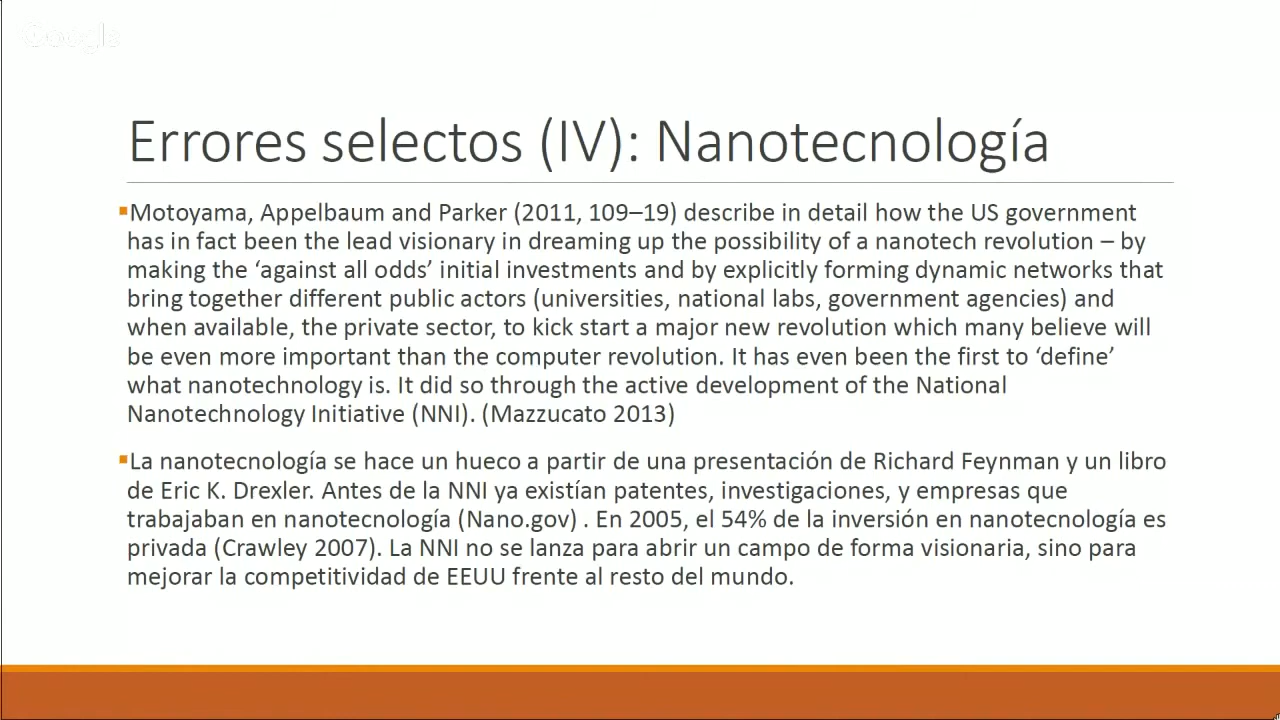 Google
Errores selectos (IV): Nanotecnología
▪Motoyama, Appelbaum and Parker (2011, 109–19) describe in detail how the US government
has in fact been the lead visionary in dreaming up the possibility of a nanotech revolution – by
making the ‘against all odds’ initial investments and by explicitly forming dynamic networks that
bring together different public actors (universities, national labs, government agencies) and
when available, the private sector, to kick start a major new revolution which many believe will
be even more important than the computer revolution. It has even been the first to ‘define’
what nanotechnology is. It did so through the active development of the National
Nanotechnology Initiative (NNI). (Mazzucato 2013)
▪La nanotecnología se hace un hueco a partir de una presentación de Richard Feynman y un libro
de Eric K. Drexler. Antes de la NNI ya existían patentes, investigaciones, y empresas que
trabajaban en nanotecnología (Nano.gov) . En 2005, el 54% de la inversión en nanotecnología es
privada (Crawley 2007). La NNI no se lanza para abrir un campo de forma visionaria, sino para
mejorar la competitividad de EEUU frente al resto del mundo.